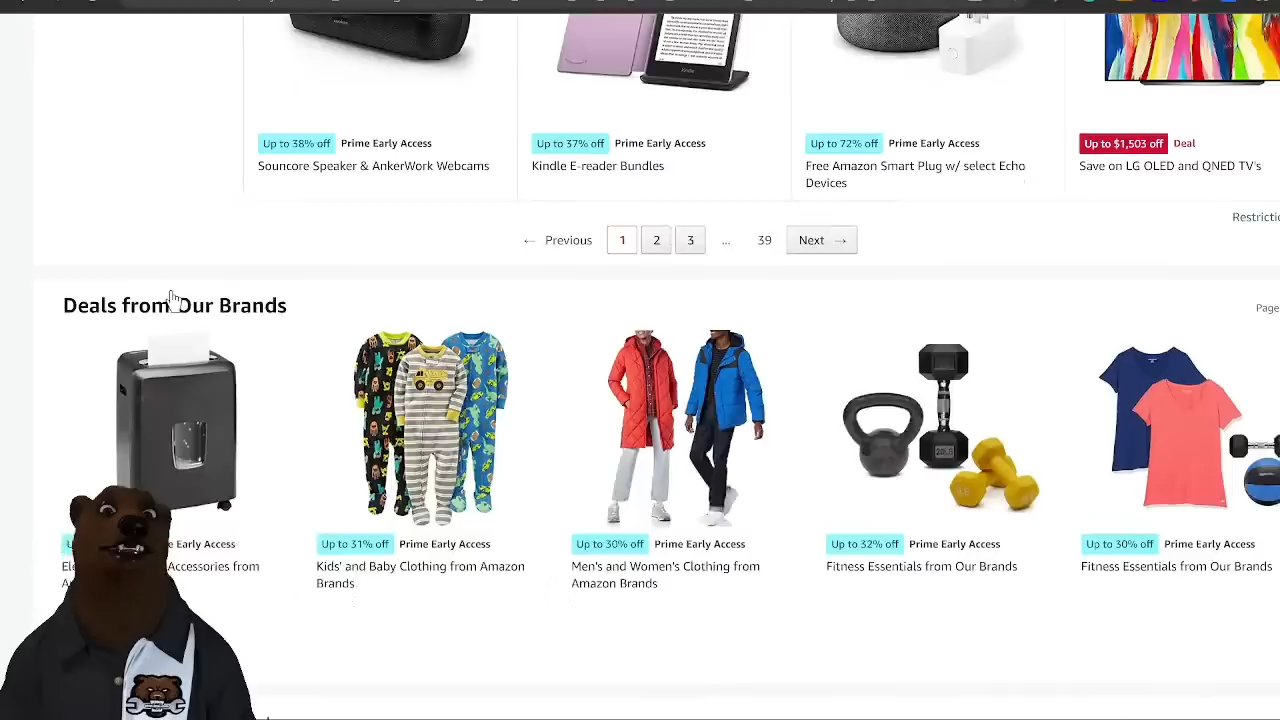 Up to 38% off Prime Early Access
Souncore Speaker & AnkerWork Webcams
kindle
Up to 37% off Prime Early Access
Kindle E-reader Bundles
Up to 72% off Prime Early Access
Free Amazon Smart Plug w/ select Echo
Devices
Up to $1,503 off Deal
Save on LG OLED and QNED TV's
← Previous 1 2 3 ... 39 Next →
Deals from Our Brands
Page
Access
Accessories from
Up to 31% off Prime Early Access
Kids' and Baby Clothing from Amazon
Brands
Up to 30% off Prime Early Access
Men's and Women's Clothing from
Amazon Brands
Up to 32% off Prime Early Access
Fitness Essentials from Our Brands
Up to 30% off Prime Early Access
Fitness Essentials from Our Brands